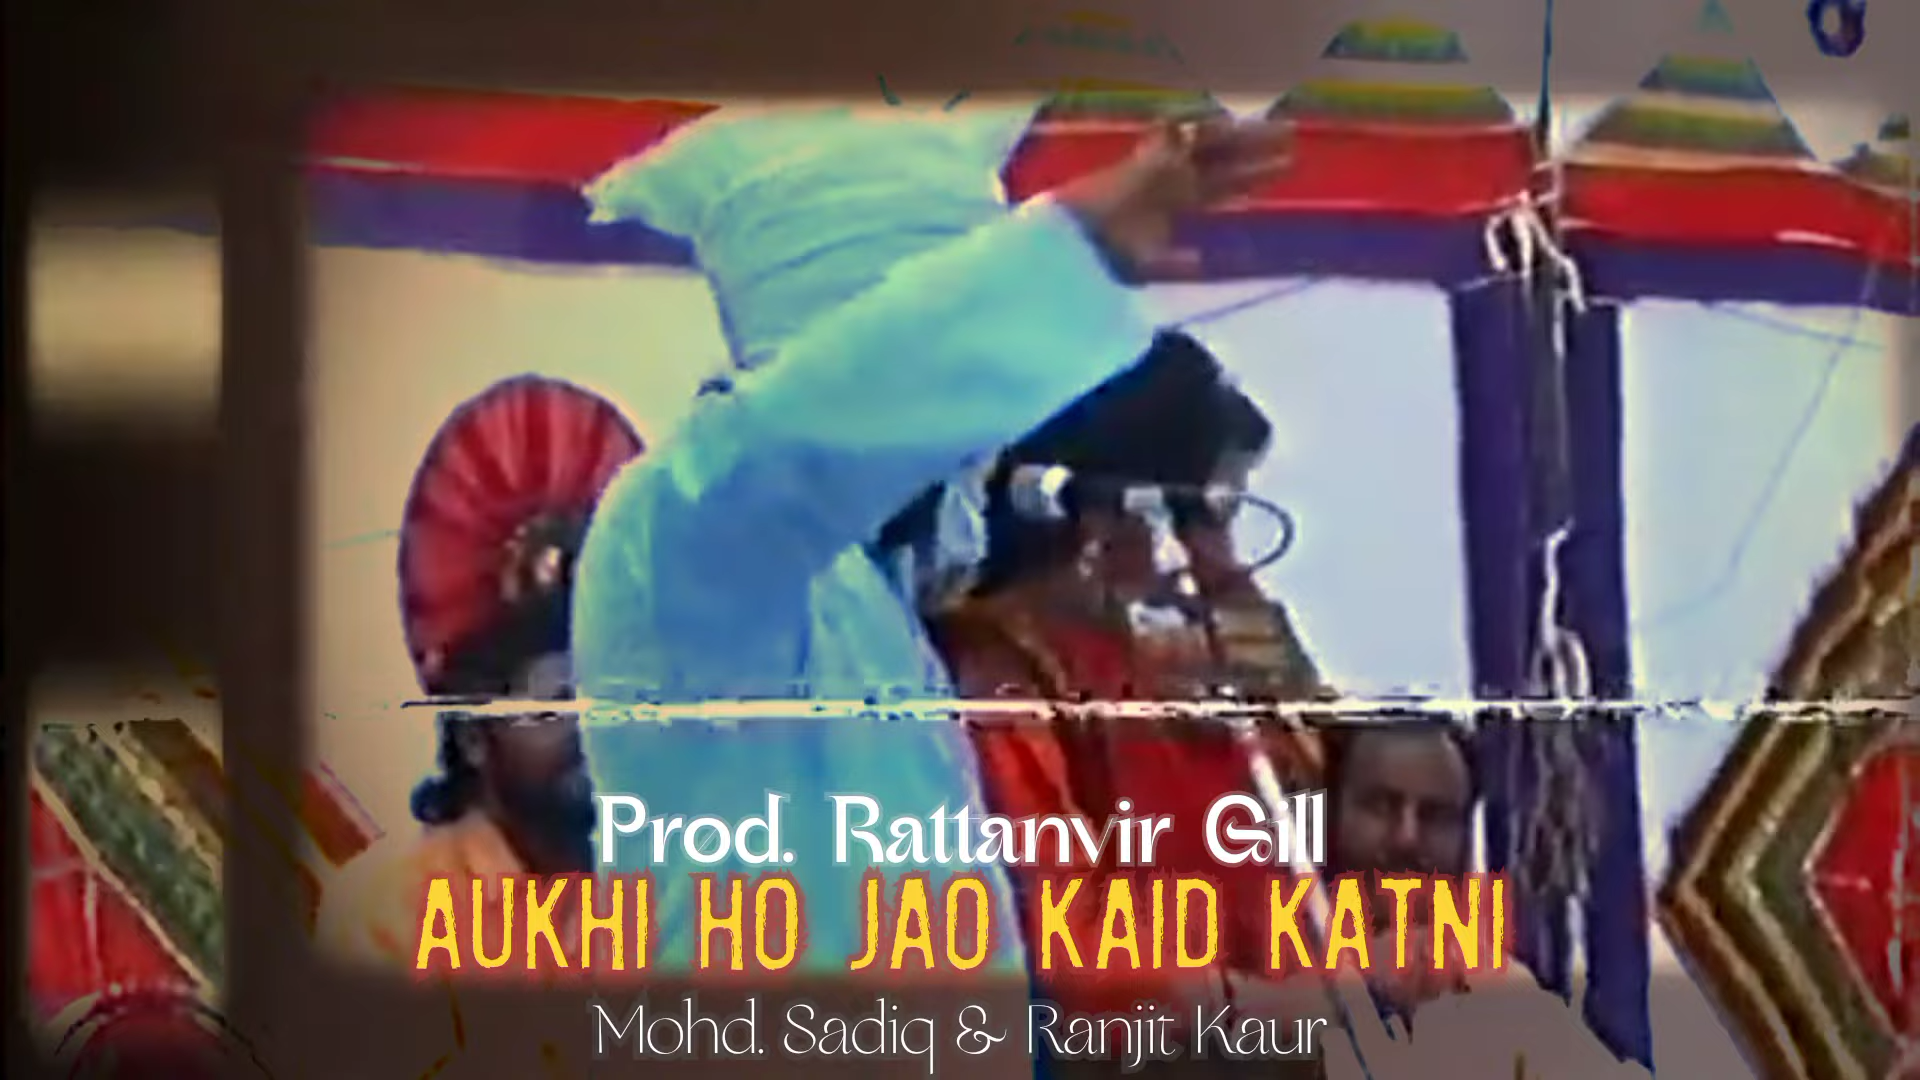 Prod. Rattanvir Gill
AUKHI HO JAO KAID KATNI
Mohd. Sadiq & Ranjit Kaur